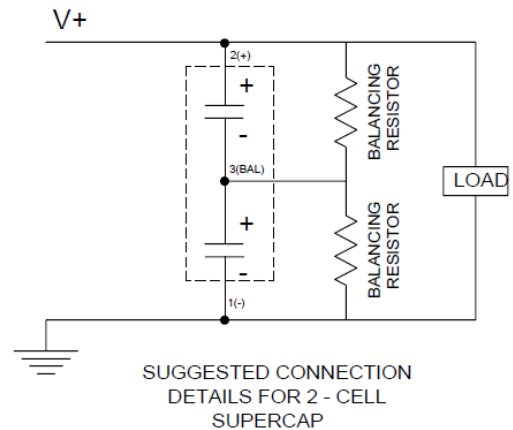 V+
2(+)
+
-
3(BAL)
+
-
1(-)
BALANCING
RESISTOR
BALANCING
RESISTOR
LOAD
SUGGESTED CONNECTION
DETAILS FOR 2 - CELL
SUPERCAP